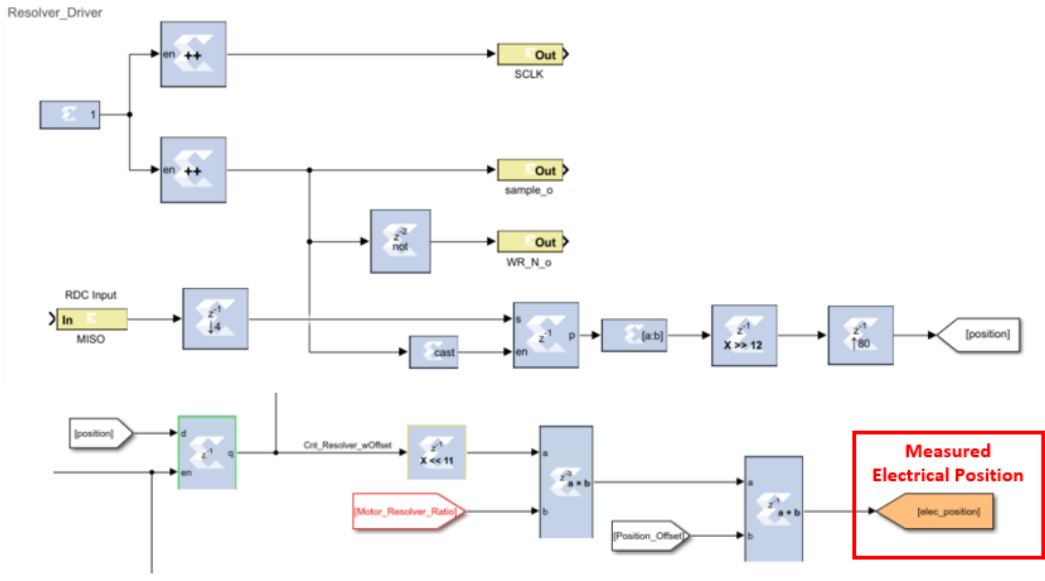 Resolver_Driver
en
++
Out
SCLK
1
en
++
Out
sample_o
z-2
not
Out
WR_N_o
RDC Input
In
MISO
z-1
↓4
cast
s
en
z-1
p
[a:b]
z-1
X >> 12
z-1
↑80
[position]
[position]
d
en
z-1
q
Cnt_Resolver_wOffset
z-1
X << 11
[Motor_Resolver_Ratio]
a
b
z-3
a × b
[Position_Offset]
a
b
z-1
a + b
Measured
Electrical Position
[elec_position]